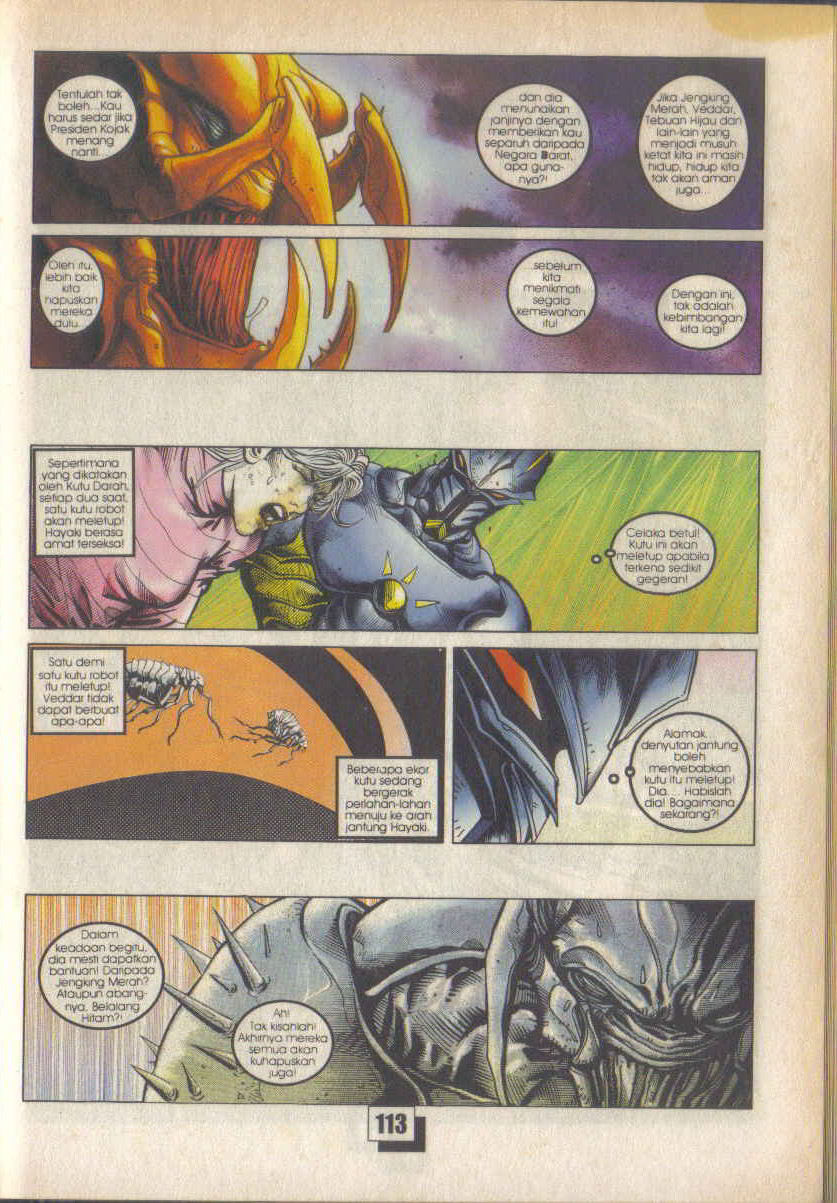 Tentulah tak
boleh...Kau
harus sedar jika
Presiden Kojak
menang
nanti...
dan dia
menunaikan
janjinya dengan
memberikan kau
separuh daripada
Negara Barat,
apa guna-
nya?!
Jika Jengking
Merah, Veddar,
Tebuan Hijau dan
lain-lain yang
menjadi musuh
ketat kita ini masih
hidup, hidup kita
tak akan aman
juga...
Oleh itu,
lebih baik
kita
hapuskan
mereka
dulu...
...sebelum
kita
menikmati
segala
kemewahan
itu!
Dengan ini,
tak adalah
kebimbangan
kita lagi!
Sepertimana
yang dikatakan
oleh Kutu Darah,
setiap dua saat,
satu kutu robot
akan meletup!
Hayaki berasa
amat terseksa!
Celaka betul!
Kutu ini akan
meletup apabila
terkena sedikit
gegeran!
Satu demi
satu kutu robot
itu meletup!
Veddar tidak
dapat berbuat
apa-apa!
Beberapa ekor
kutu sedang
bergerak
perlahan-lahan
menuju ke arah
jantung Hayaki.
Alamak,
denyutan jantung
boleh
menyebabkan
kutu itu meletup!
Dia.... Habislah
dia! Bagaimana
sekarang?!
Dalam
keadaan begitu,
dia mesti dapatkan
bantuan! Daripada
Jengking Merah?
Ataupun abang-
nya, Belalang
Hitam?!
Ah!
Tak kisahlah!
Akhirnya mereka
semua akan
kuhapuskan
juga!
113